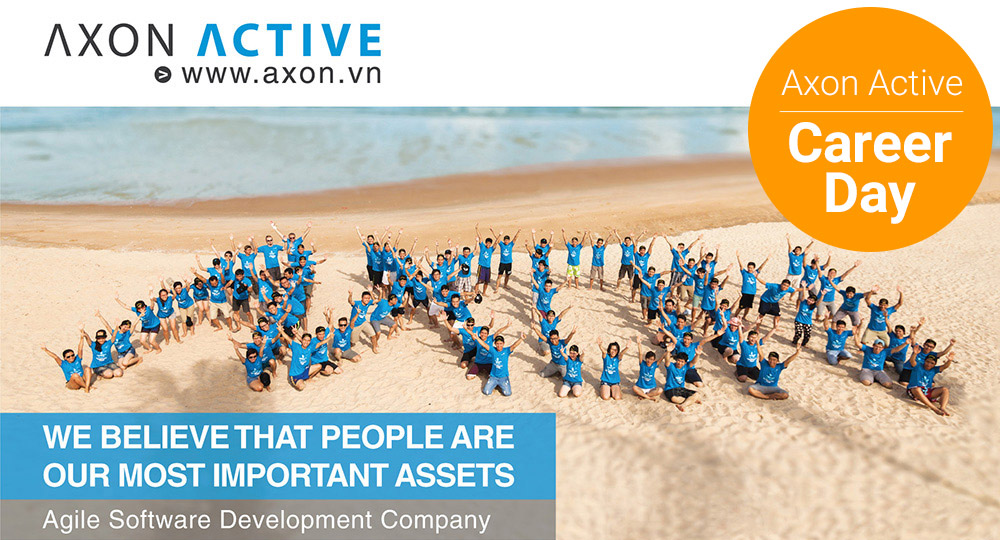 AXON ACTIVE
www.axon.vn
Axon Active
Career
Day
WE BELIEVE THAT PEOPLE ARE
OUR MOST IMPORTANT ASSETS
Agile Software Development Company